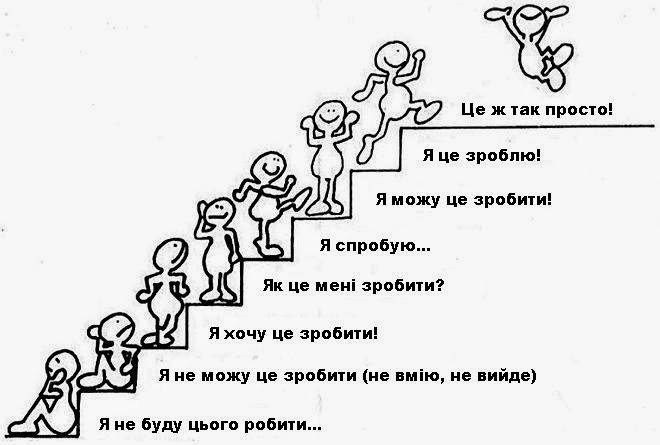 Це ж так просто!
Я це зроблю!
Я можу це зробити!
Я спробую...
Як це мені зробити?
Я хочу це зробити!
Я не можу це зробити (не вмію, не вийде)
Я не буду цього робити...